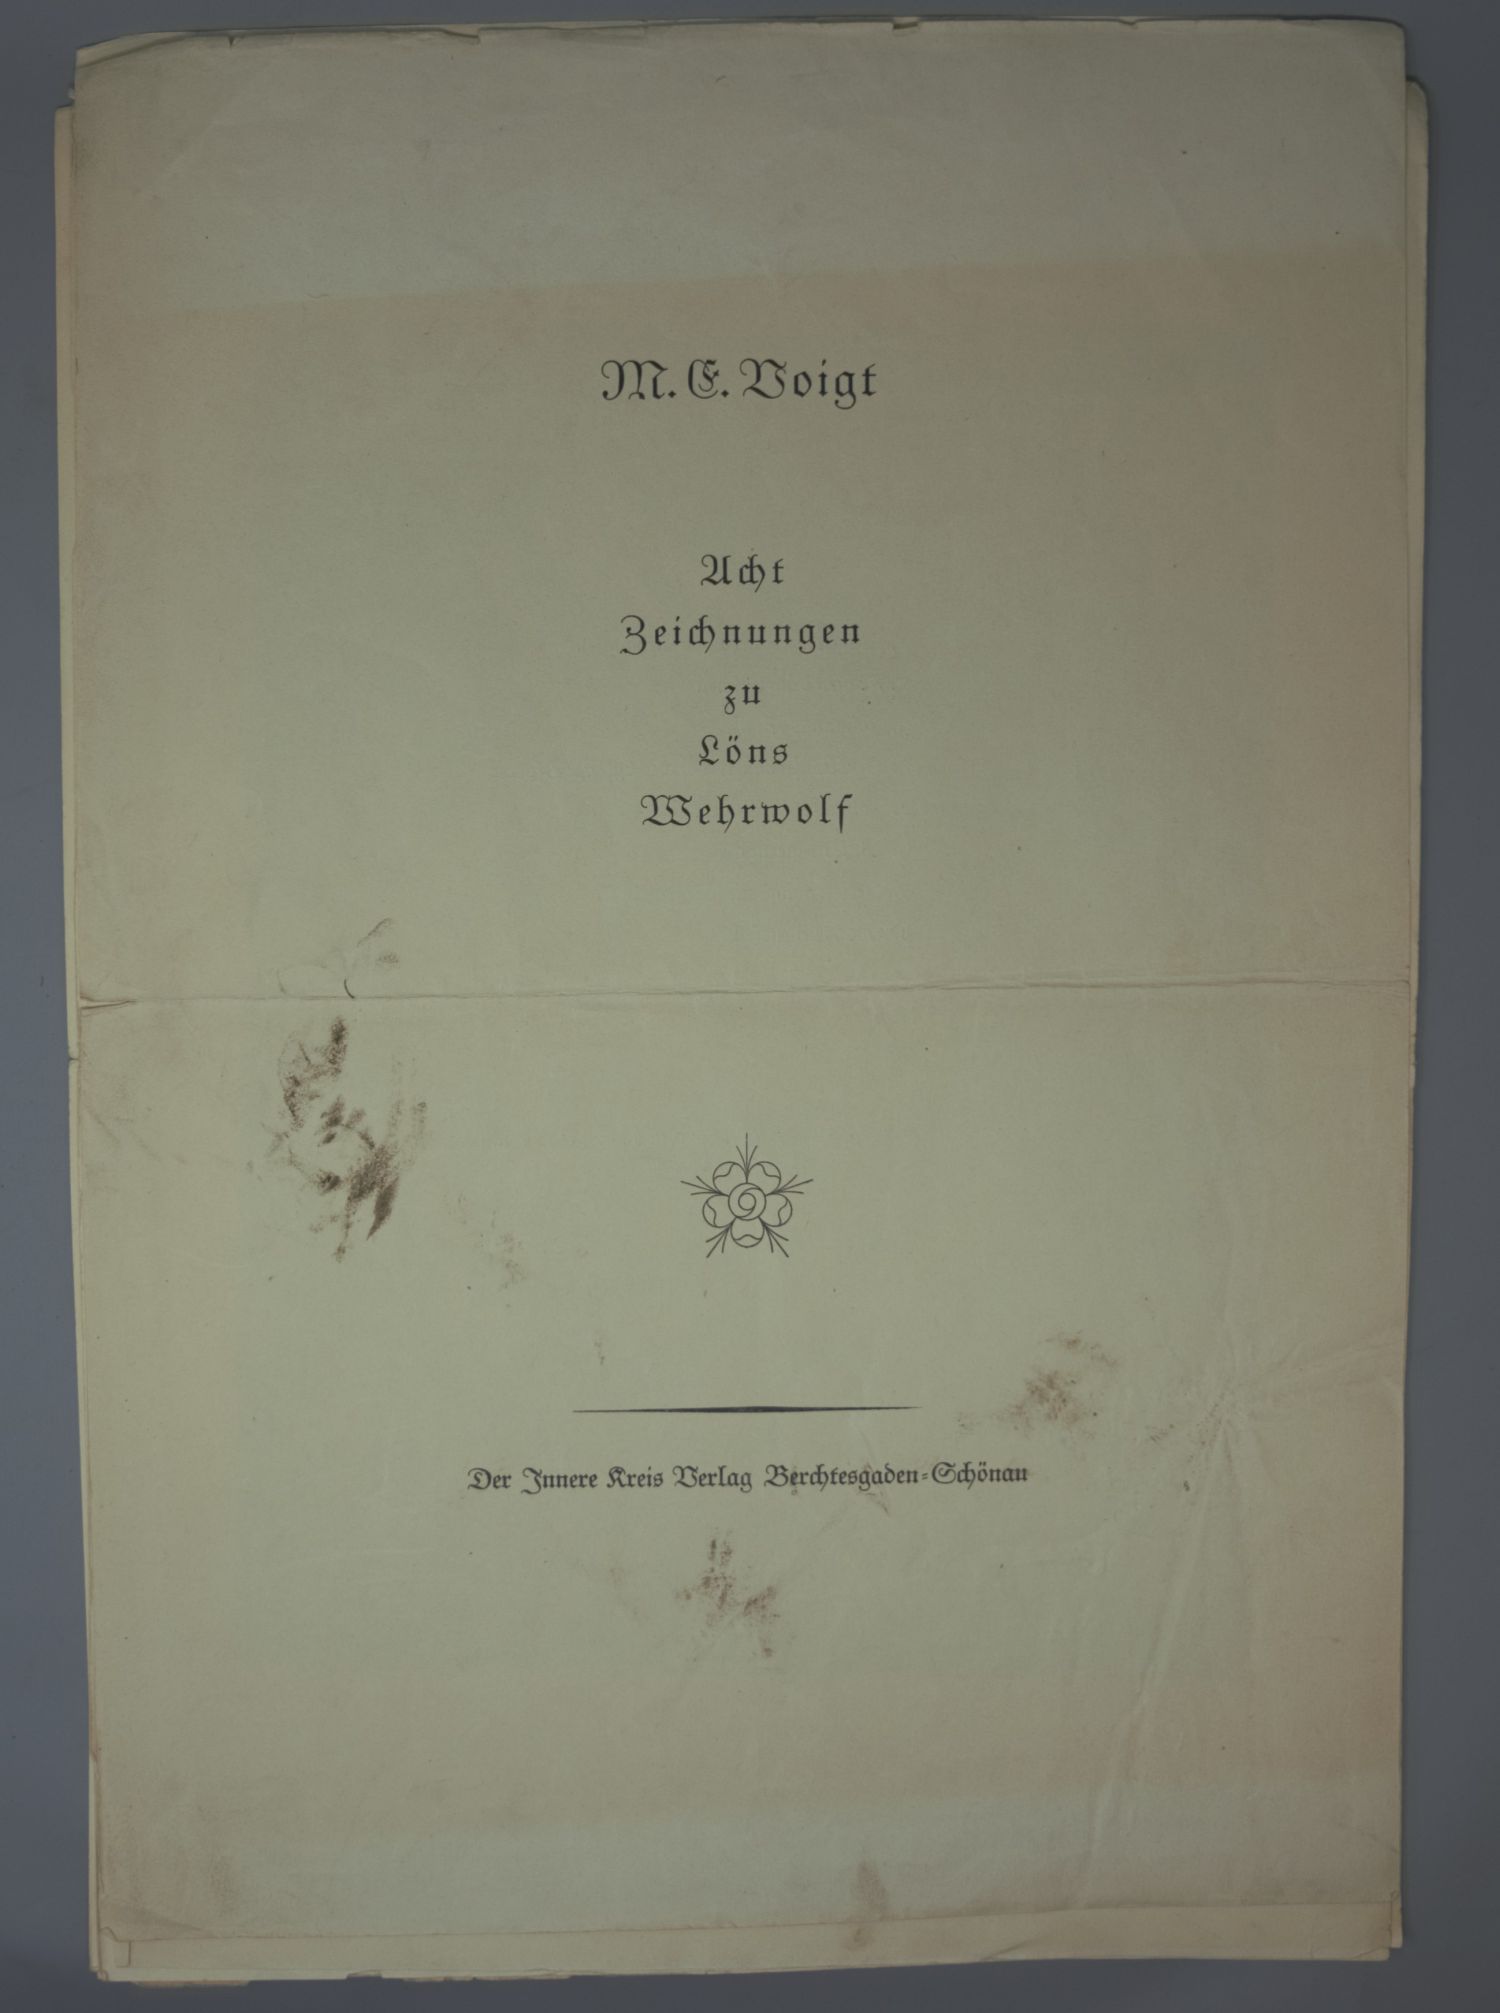 M. E. Voigt
Acht
Zeichnungen
zu
Löns
Wehrwolf
Der Innere Kreis Verlag Berchtesgaden-Schönau